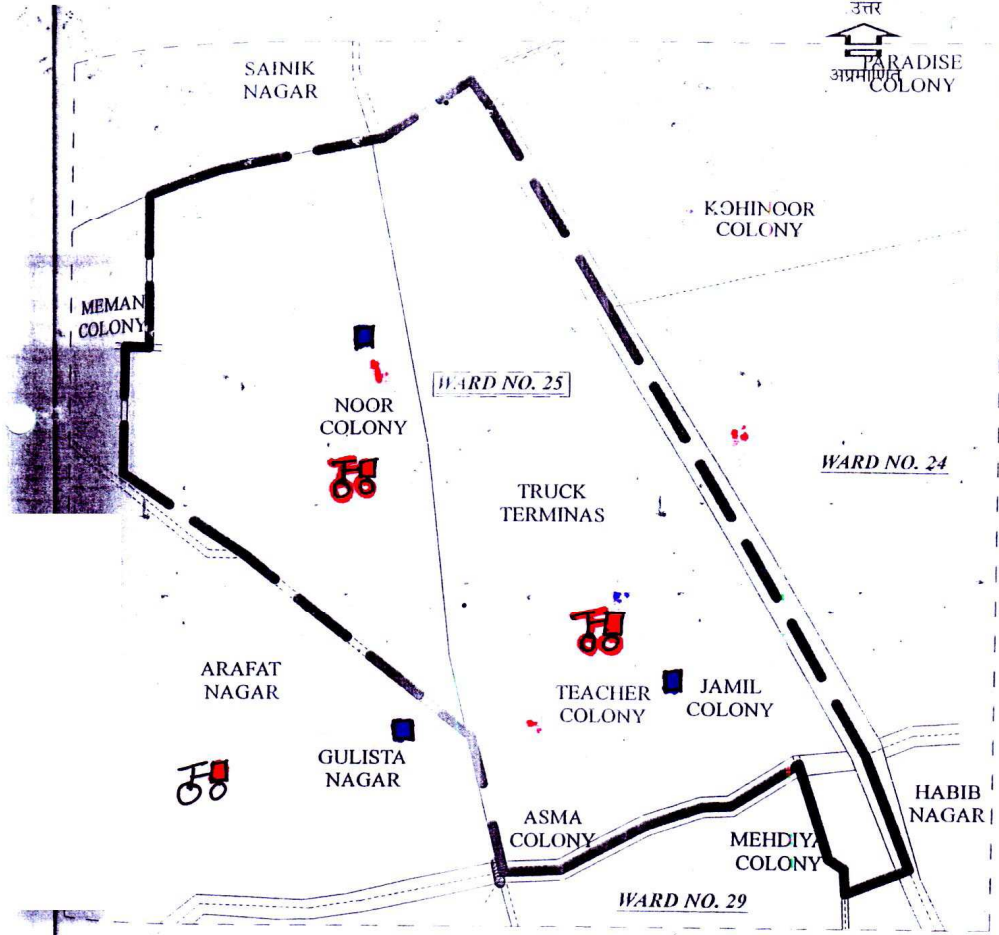 उत्तर
अप्रमाणित
PARADISE
COLONY
SAINIK
NAGAR
KOHINOOR
COLONY
MEMAN
COLONY
WARD NO. 25
NOOR
COLONY
WARD NO. 24
TRUCK
TERMINAS
ARAFAT
NAGAR
TEACHER
COLONY
JAMIL
COLONY
GULISTA
NAGAR
HABIB
NAGAR
ASMA
COLONY
MEHDIYA
COLONY
WARD NO. 29